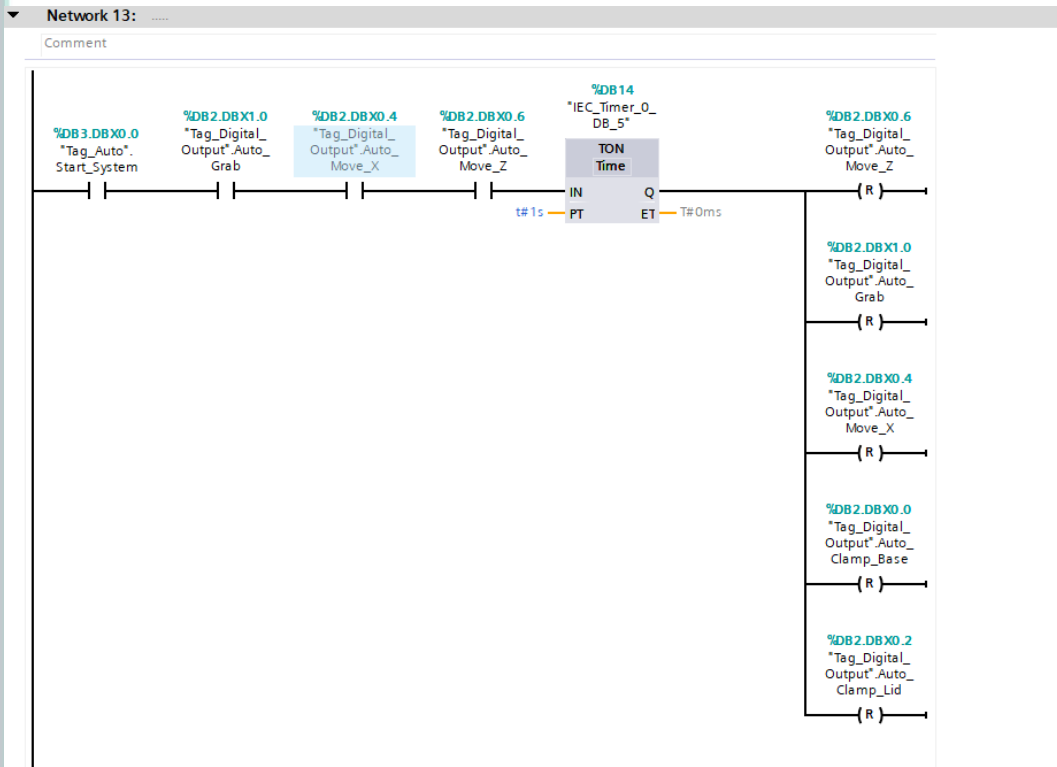 Network 13: .....
Comment
%DB3.DBX0.0
"Tag_Auto".
Start_System
%DB2.DBX1.0
"Tag_Digital_
Output".Auto_
Grab
%DB2.DBX0.4
"Tag_Digital_
Output".Auto_
Move_X
%DB2.DBX0.6
"Tag_Digital_
Output".Auto_
Move_Z
%DB14
"IEC_Timer_0_
DB_5"
TON
Time
IN Q
t#1s PT ET T#0ms
%DB2.DBX0.6
"Tag_Digital_
Output".Auto_
Move_Z
R
%DB2.DBX1.0
"Tag_Digital_
Output".Auto_
Grab
R
%DB2.DBX0.4
"Tag_Digital_
Output".Auto_
Move_X
R
%DB2.DBX0.0
"Tag_Digital_
Output".Auto_
Clamp_Base
R
%DB2.DBX0.2
"Tag_Digital_
Output".Auto_
Clamp_Lid
R